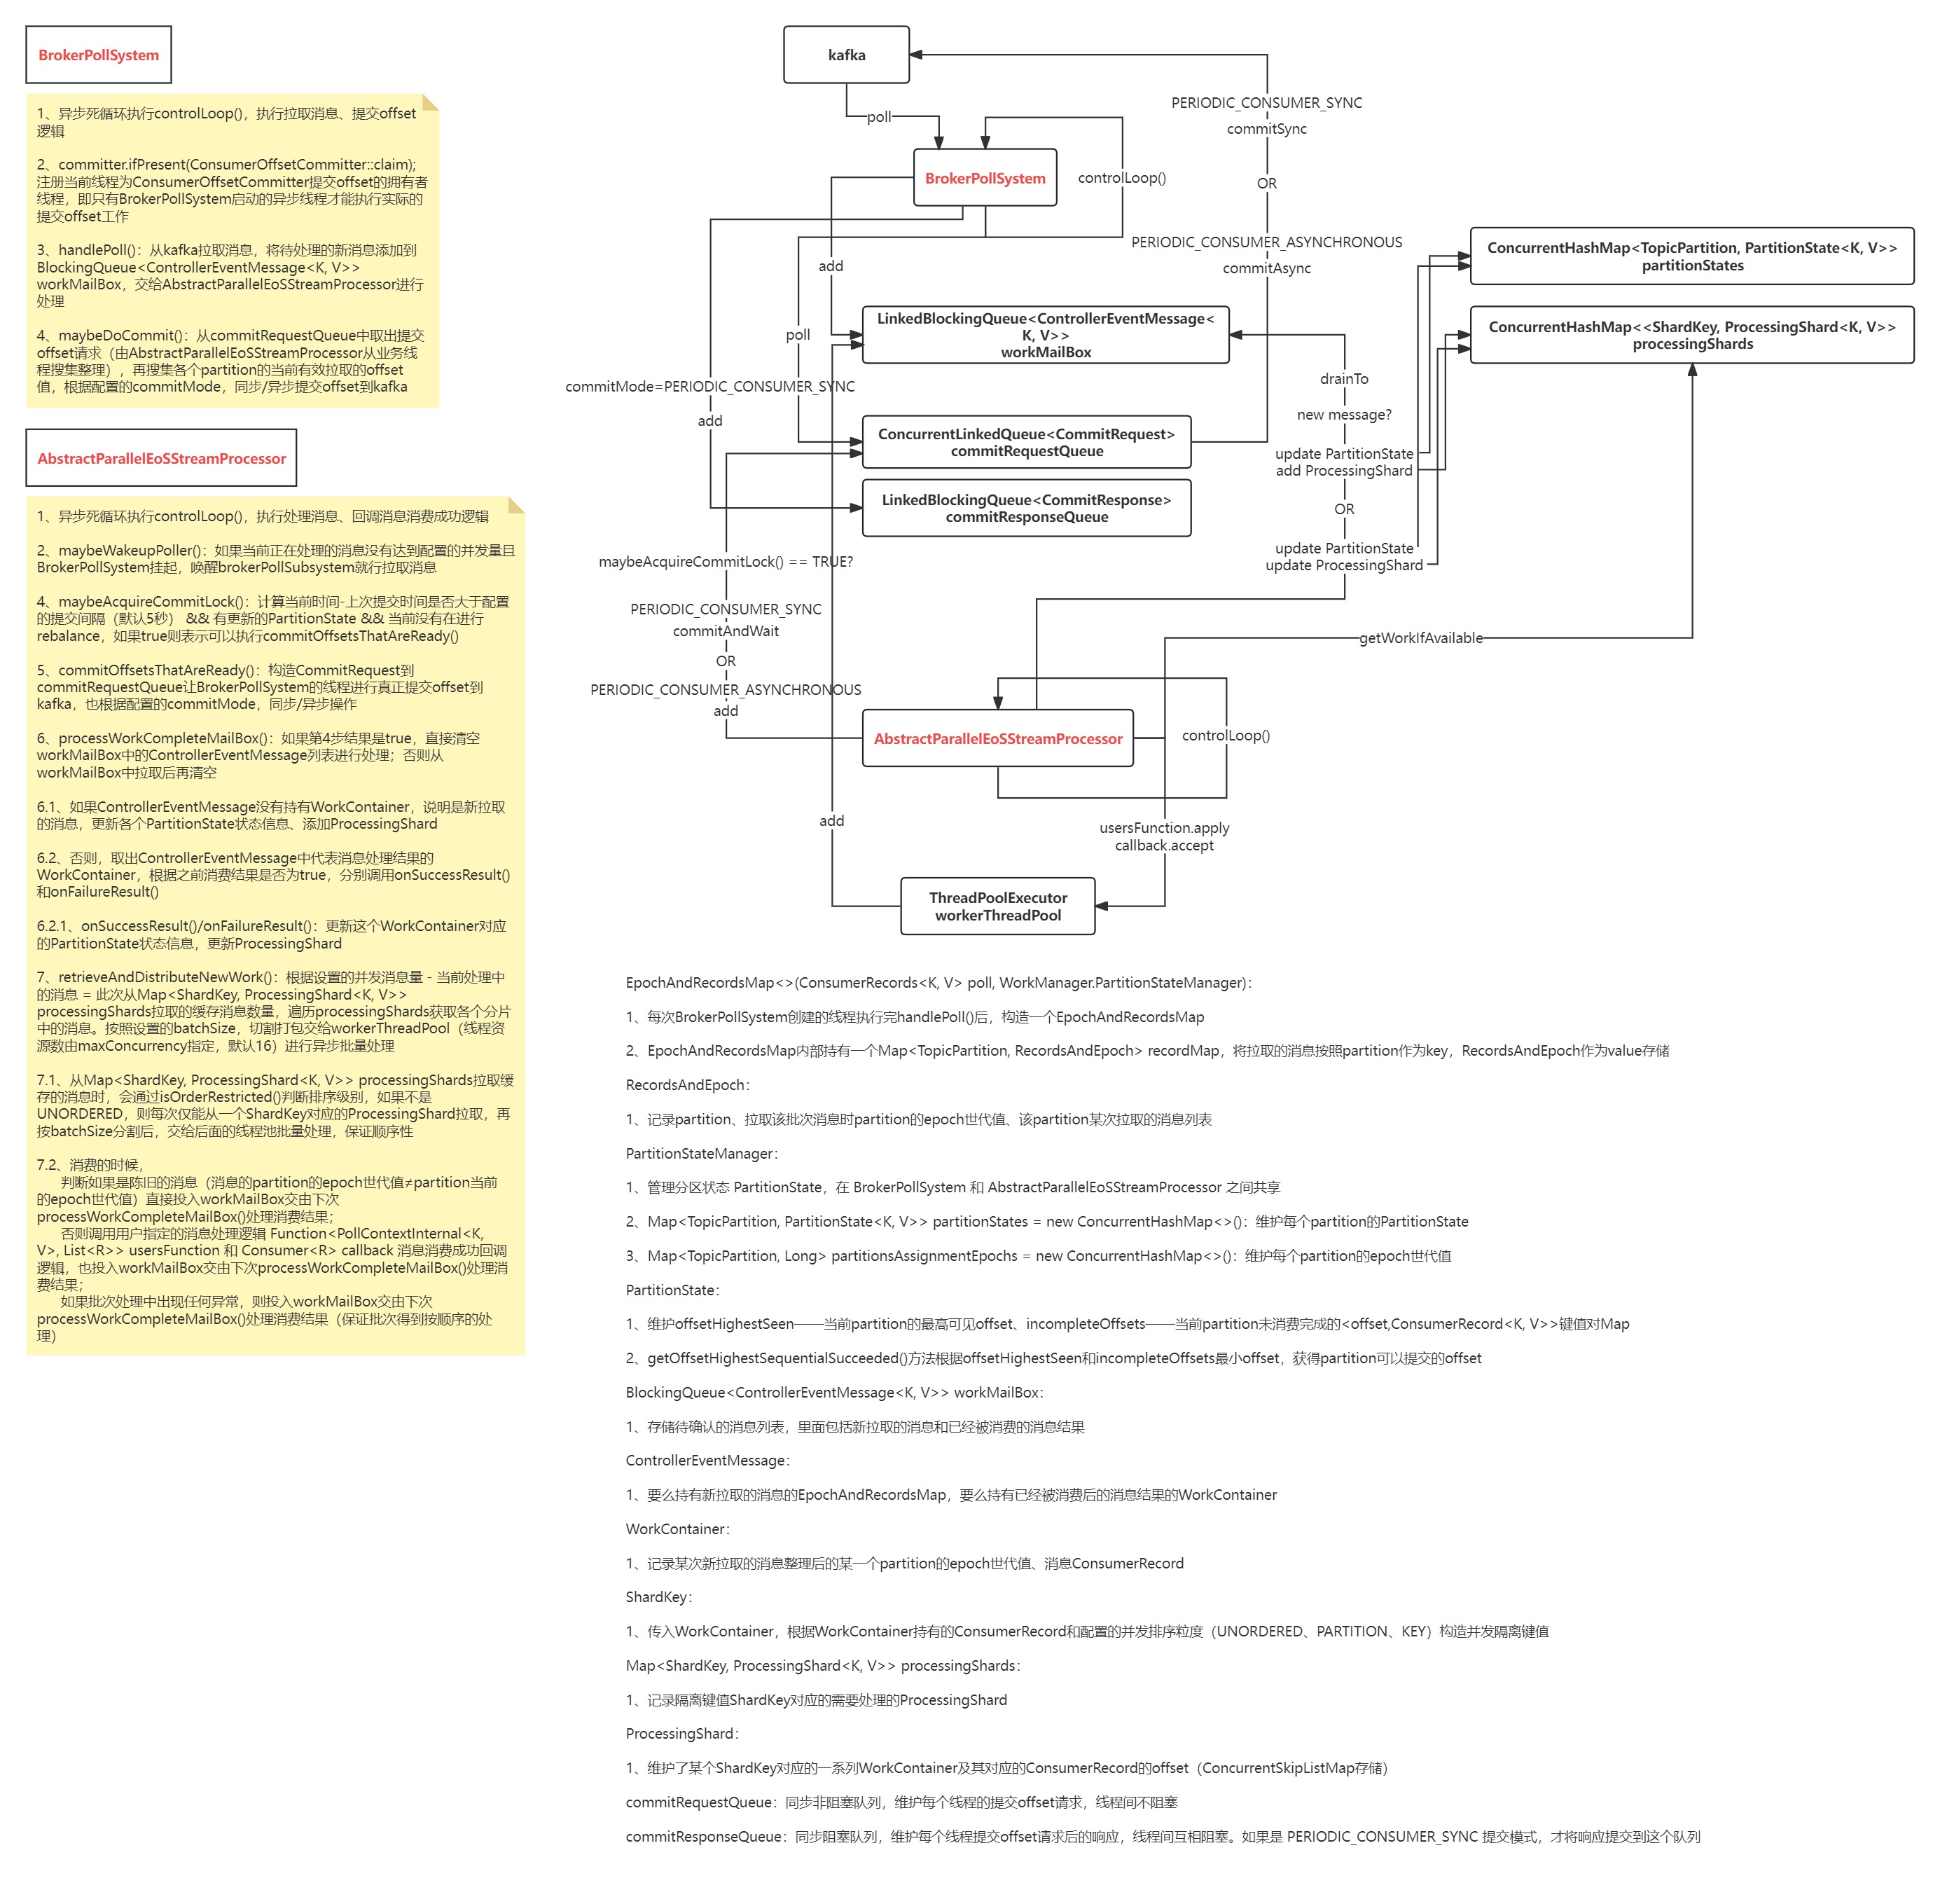 BrokerPollSystem
1、异步死循环执行controlLoop()，执行拉取消息、提交offset
逻辑
2、committer.ifPresent(ConsumerOffsetCommitter::claim);
注册当前线程为ConsumerOffsetCommitter提交offset的拥有者
线程，即只有BrokerPollSystem启动的异步线程才能执行实际的
提交offset工作
3、handlePoll()：从kafka拉取消息，将待处理的新消息添加到
BlockingQueue<ControllerEventMessage<K, V>>
workMailBox，交给AbstractParallelEoSStreamProcessor进行
处理
4、maybeDoCommit()：从commitRequestQueue中取出提交
offset请求（由AbstractParallelEoSStreamProcessor从业务线
程搜集整理），再搜集各个partition的当前有效拉取的offset
值，根据配置的commitMode，同步/异步提交offset到kafka
AbstractParallelEoSStreamProcessor
1、异步死循环执行controlLoop()，执行处理消息、回调消息消费成功逻辑
2、maybeWakeupPoller()：如果当前正在处理的消息没有达到配置的并发量且
BrokerPollSystem挂起，唤醒brokerPollSubsystem就行拉取消息
4、maybeAcquireCommitLock()：计算当前时间-上次提交时间是否大于配置
的提交间隔（默认5秒） && 有更新的PartitionState && 当前没有在进行
rebalance，如果true则表示可以执行commitOffsetsThatAreReady()
5、commitOffsetsThatAreReady()：构造CommitRequest到
commitRequestQueue让BrokerPollSystem的线程进行真正提交offset到
kafka，也根据配置的commitMode，同步/异步操作
6、processWorkCompleteMailBox()：如果第4步结果是true，直接清空
workMailBox中的ControllerEventMessage列表进行处理；否则从
workMailBox中拉取后再清空
6.1、如果ControllerEventMessage没有持有WorkContainer，说明是新拉取
的消息，更新各个PartitionState状态信息、添加ProcessingShard
6.2、否则，取出ControllerEventMessage中代表消息处理结果的
WorkContainer，根据之前消费结果是否为true，分别调用onSuccessResult()
和onFailureResult()
6.2.1、onSuccessResult()/onFailureResult()：更新这个WorkContainer对应
的PartitionState状态信息，更新ProcessingShard
7、retrieveAndDistributeNewWork()：根据设置的并发消息量 - 当前处理中
的消息 = 此次从Map<ShardKey, ProcessingShard<K, V>>
processingShards拉取的缓存消息数量，遍历processingShards获取各个分片
中的消息。按照设置的batchSize，切割打包交给workerThreadPool（线程资
源数由maxConcurrency指定，默认16）进行异步批量处理
7.1、从Map<ShardKey, ProcessingShard<K, V>> processingShards拉取缓
存的消息时，会通过isOrderRestricted()判断排序级别，如果不是
UNORDERED，则每次仅能从一个ShardKey对应的ProcessingShard拉取，再
按batchSize分割后，交给后面的线程池批量处理，保证顺序性
7.2、消费的时候，
判断如果是陈旧的消息（消息的partition的epoch世代值≠partition当前
的epoch世代值）直接投入workMailBox交由下次
processWorkCompleteMailBox()处理消费结果；
否则调用用户指定的消息处理逻辑 Function<PollContextInternal<K,
V>, List<R>> usersFunction 和 Consumer<R> callback 消息消费成功回调
逻辑，也投入workMailBox交由下次processWorkCompleteMailBox()处理消
费结果；
如果批次处理中出现任何异常，则投入workMailBox交由下次
processWorkCompleteMailBox()处理消费结果（保证批次得到按顺序的处
理）
kafka
poll
BrokerPollSystem
controlLoop()
PERIODIC_CONSUMER_SYNC
commitSync
OR
PERIODIC_CONSUMER_ASYNCHRONOUS
commitAsync
add
poll
commitMode=PERIODIC_CONSUMER_SYNC
add
LinkedBlockingQueue<ControllerEventMessage<
K, V>>
workMailBox
ConcurrentLinkedQueue<CommitRequest>
commitRequestQueue
LinkedBlockingQueue<CommitResponse>
commitResponseQueue
ConcurrentHashMap<TopicPartition, PartitionState<K, V>>
partitionStates
ConcurrentHashMap<<ShardKey, ProcessingShard<K, V>>
processingShards
drainTo
new message?
update PartitionState
add ProcessingShard
OR
update PartitionState
update ProcessingShard
maybeAcquireCommitLock() == TRUE?
PERIODIC_CONSUMER_SYNC
commitAndWait
OR
PERIODIC_CONSUMER_ASYNCHRONOUS
add
getWorkIfAvailable
AbstractParallelEoSStreamProcessor
controlLoop()
add
usersFunction.apply
callback.accept
ThreadPoolExecutor
workerThreadPool
EpochAndRecordsMap<>(ConsumerRecords<K, V> poll, WorkManager.PartitionStateManager)：
1、每次BrokerPollSystem创建的线程执行完handlePoll()后，构造一个EpochAndRecordsMap
2、EpochAndRecordsMap内部持有一个Map<TopicPartition, RecordsAndEpoch> recordMap，将拉取的消息按照partition作为key，RecordsAndEpoch作为value存储
RecordsAndEpoch：
1、记录partition、拉取该批次消息时partition的epoch世代值、该partition某次拉取的消息列表
PartitionStateManager：
1、管理分区状态 PartitionState，在 BrokerPollSystem 和 AbstractParallelEoSStreamProcessor 之间共享
2、Map<TopicPartition, PartitionState<K, V>> partitionStates = new ConcurrentHashMap<>()：维护每个partition的PartitionState
3、Map<TopicPartition, Long> partitionsAssignmentEpochs = new ConcurrentHashMap<>()：维护每个partition的epoch世代值
PartitionState：
1、维护offsetHighestSeen——当前partition的最高可见offset、incompleteOffsets——当前partition未消费完成的<offset,ConsumerRecord<K, V>>键值对Map
2、getOffsetHighestSequentialSucceeded()方法根据offsetHighestSeen和incompleteOffsets最小offset，获得partition可以提交的offset
BlockingQueue<ControllerEventMessage<K, V>> workMailBox：
1、存储待确认的消息列表，里面包括新拉取的消息和已经被消费的消息结果
ControllerEventMessage：
1、要么持有新拉取的消息的EpochAndRecordsMap，要么持有已经被消费后的消息结果的WorkContainer
WorkContainer：
1、记录某次新拉取的消息整理后的某一个partition的epoch世代值、消息ConsumerRecord
ShardKey：
1、传入WorkContainer，根据WorkContainer持有的ConsumerRecord和配置的并发排序粒度（UNORDERED、PARTITION、KEY）构造并发隔离键值
Map<ShardKey, ProcessingShard<K, V>> processingShards：
1、记录隔离键值ShardKey对应的需要处理的ProcessingShard
ProcessingShard：
1、维护了某个ShardKey对应的一系列WorkContainer及其对应的ConsumerRecord的offset（ConcurrentSkipListMap存储）
commitRequestQueue：同步非阻塞队列，维护每个线程的提交offset请求，线程间不阻塞
commitResponseQueue：同步阻塞队列，维护每个线程提交offset请求后的响应，线程间互相阻塞。如果是 PERIODIC_CONSUMER_SYNC 提交模式，才将响应提交到这个队列